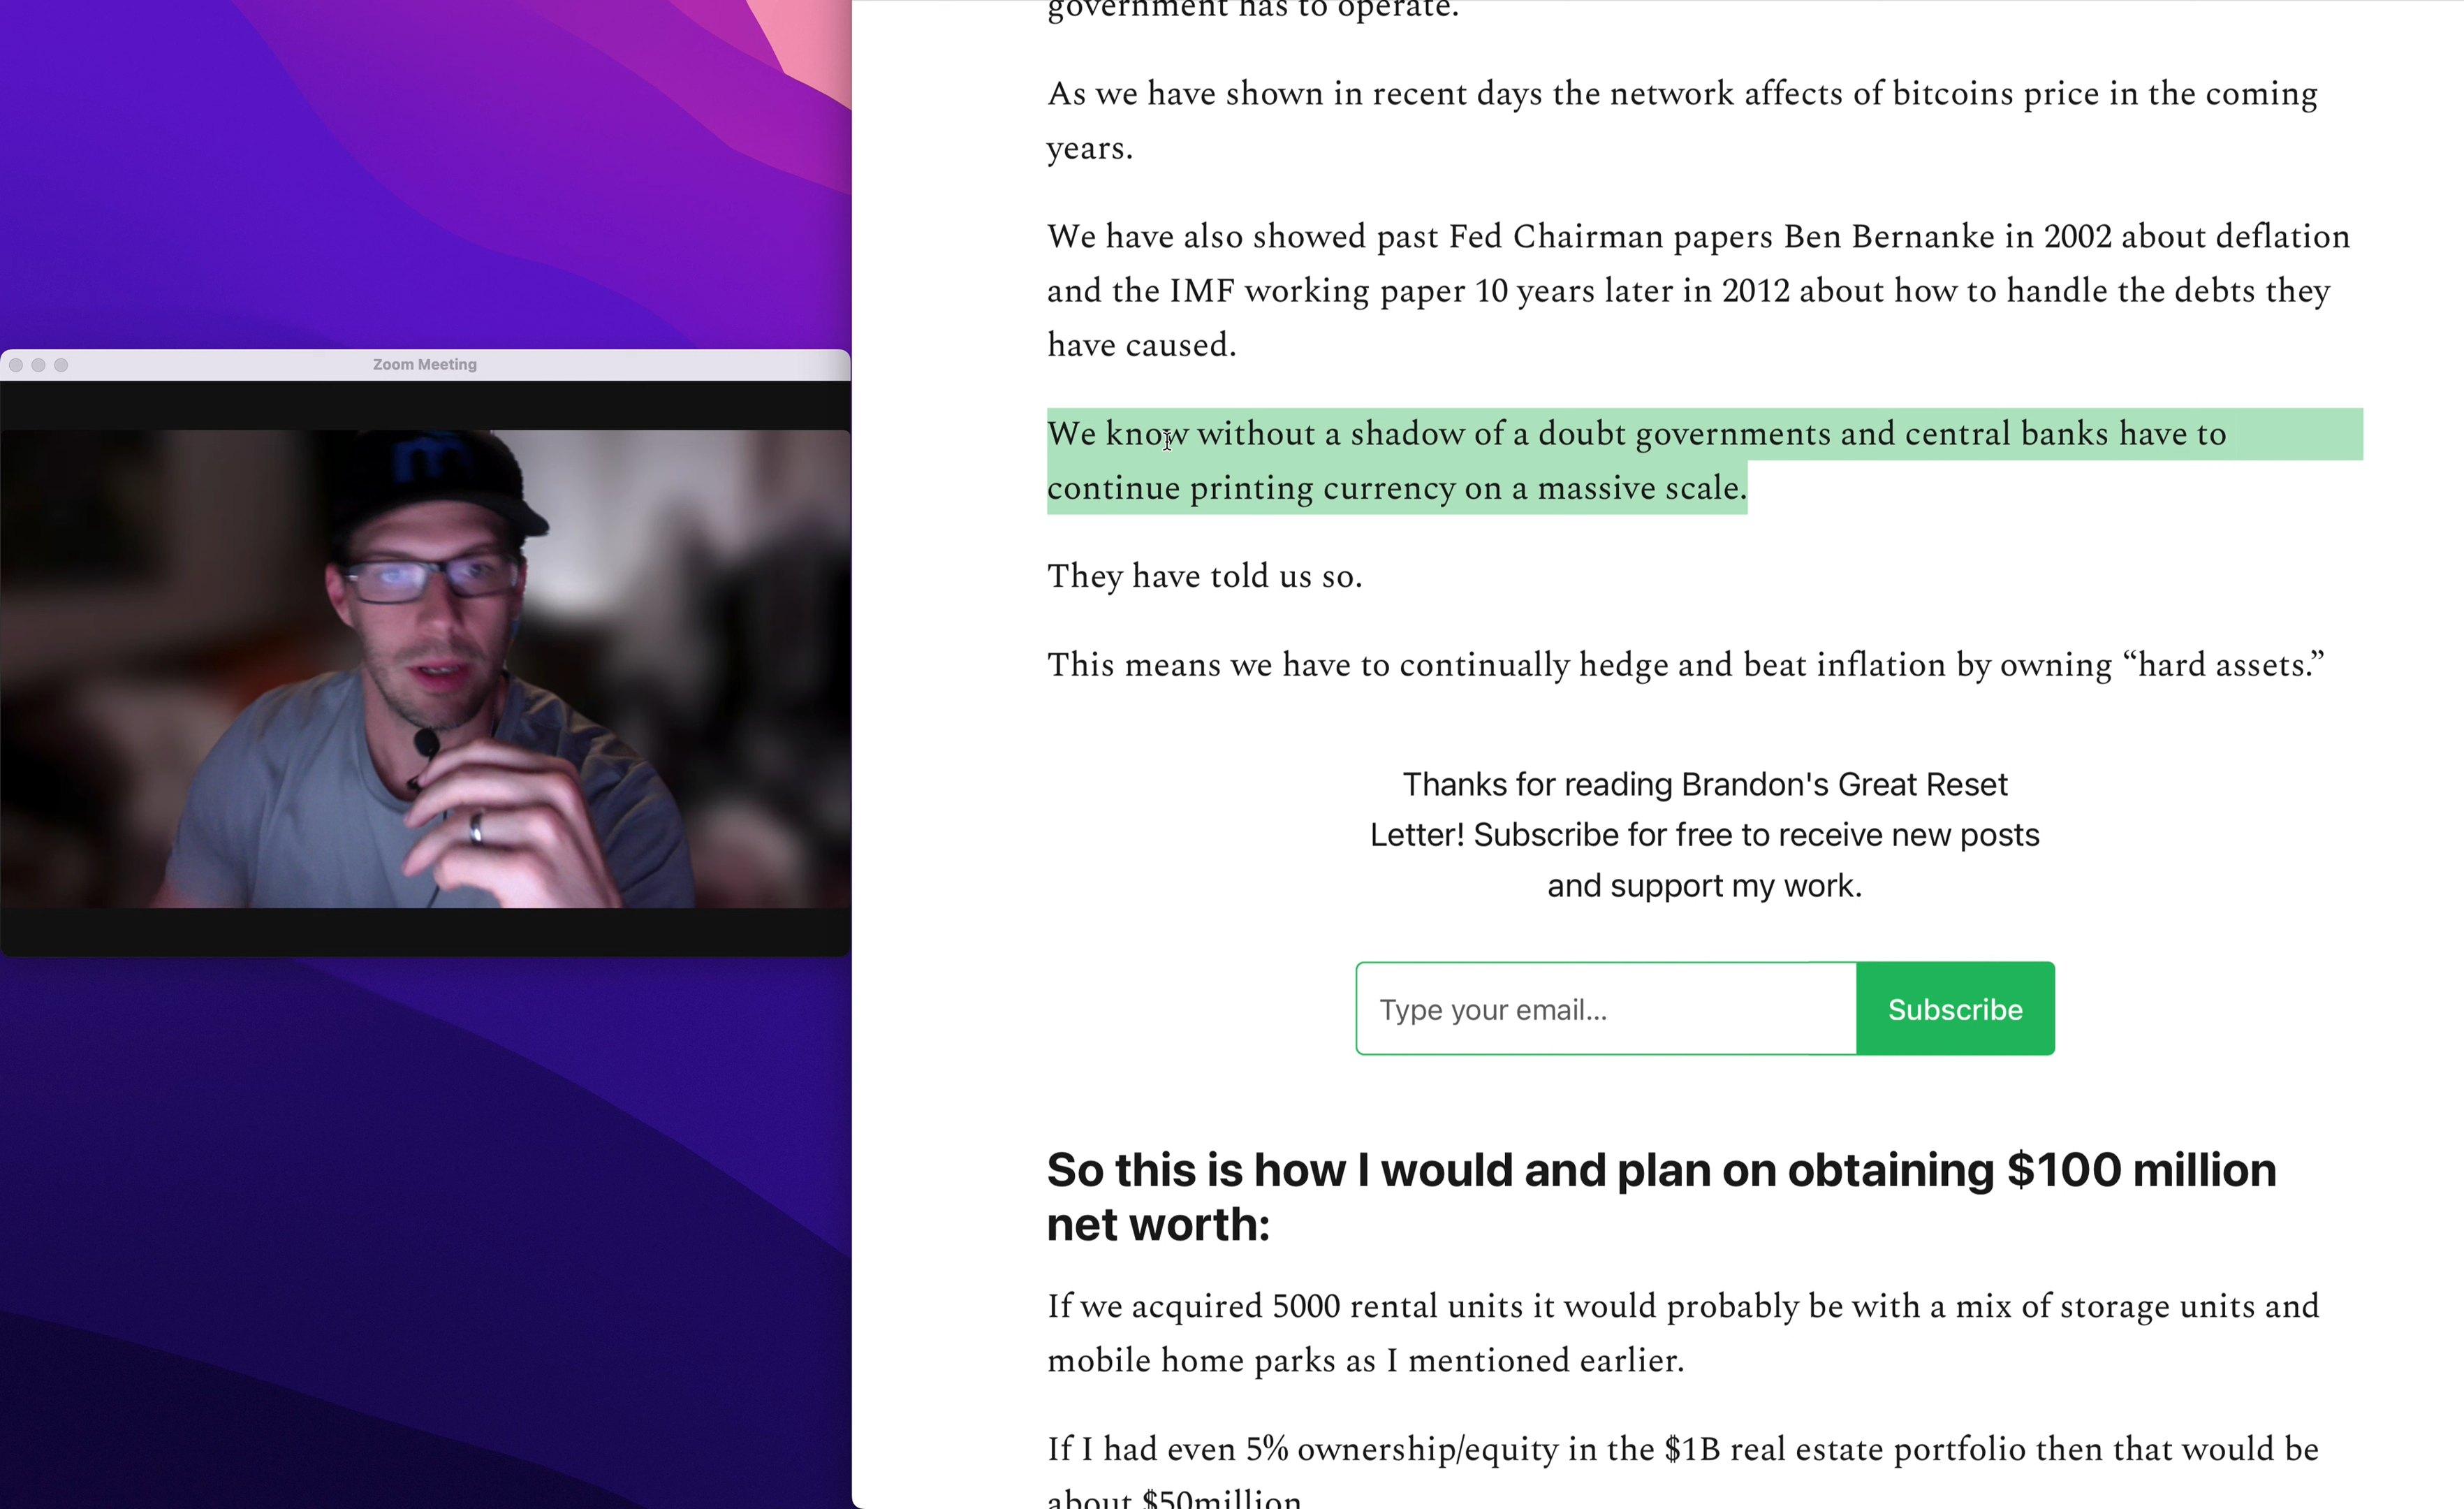 government has to operate.
As we have shown in recent days the network affects of bitcoins price in the coming
years.
We have also showed past Fed Chairman papers Ben Bernanke in 2002 about deflation
and the IMF working paper 10 years later in 2012 about how to handle the debts they
have caused.
Zoom Meeting
m
We know without a shadow of a doubt governments and central banks have to
continue printing currency on a massive scale.
They have told us so.
This means we have to continually hedge and beat inflation by owning “hard assets.”
Thanks for reading Brandon's Great Reset
Letter! Subscribe for free to receive new posts
and support my work.
Type your email...
Subscribe
So this is how I would and plan on obtaining $100 million
net worth:
If we acquired 5000 rental units it would probably be with a mix of storage units and
mobile home parks as I mentioned earlier.
If I had even 5% ownership/equity in the $1B real estate portfolio then that would be
about $50million